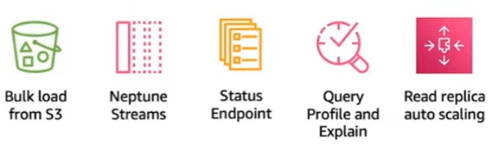 Bulk load
from S3
Neptune
Streams
Status
Endpoint
Query
Profile and
Explain
Read replica
auto scaling